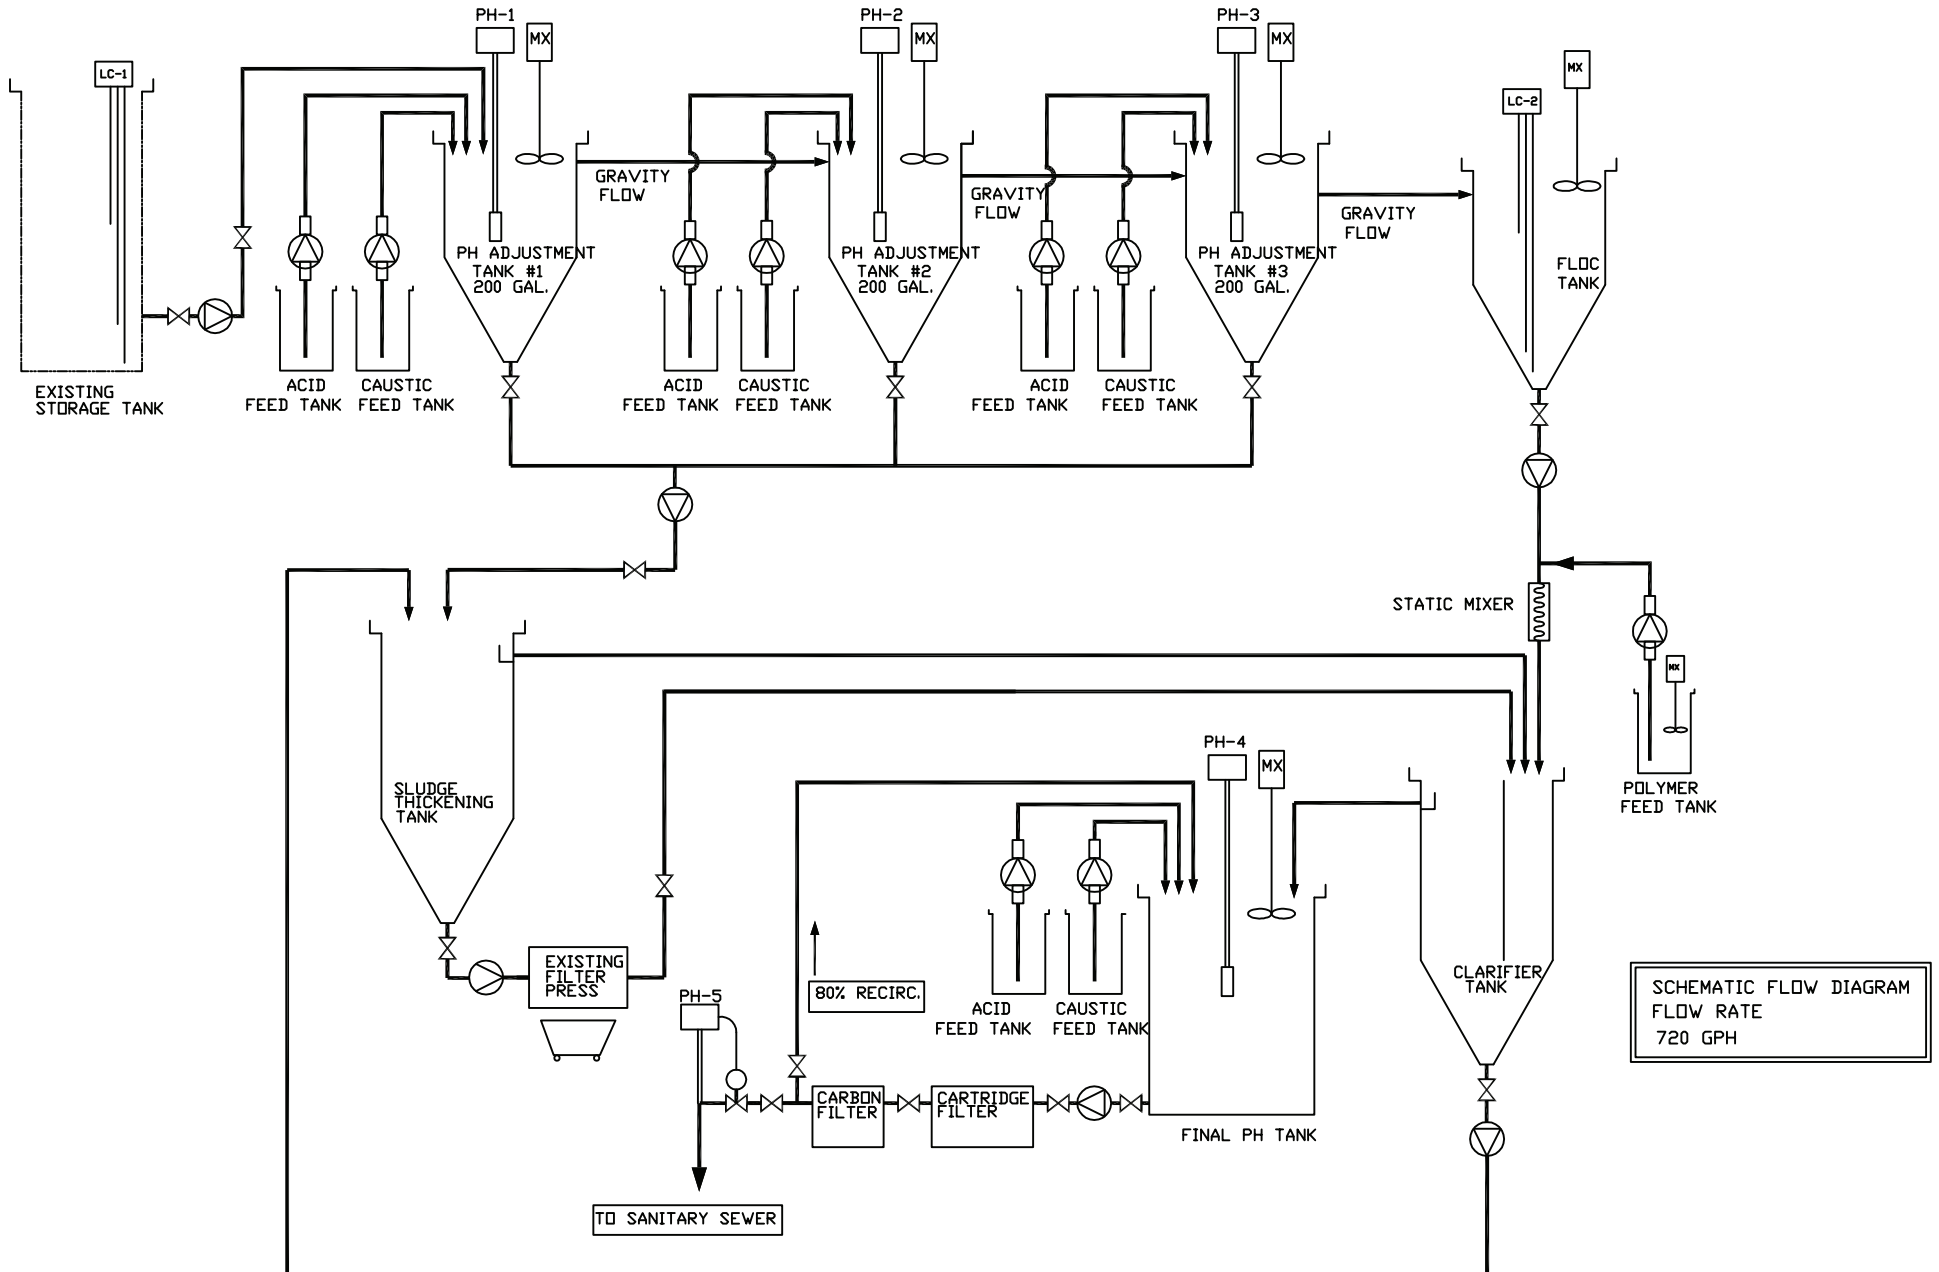 PH-1
PH-2
PH-3
MX
MX
MX
MX
LC-1
LC-2
GRAVITY
FLOW
GRAVITY
FLOW
GRAVITY
FLOW
PH ADJUSTMENT
TANK #1
200 GAL.
PH ADJUSTMENT
TANK #2
200 GAL.
PH ADJUSTMENT
TANK #3
200 GAL.
FLOC
TANK
EXISTING
STORAGE TANK
ACID
FEED TANK
CAUSTIC
FEED TANK
ACID
FEED TANK
CAUSTIC
FEED TANK
ACID
FEED TANK
CAUSTIC
FEED TANK
STATIC MIXER
MX
POLYMER
FEED TANK
SLUDGE
THICKENING
TANK
PH-4
MX
EXISTING
FILTER
PRESS
PH-5
80% RECIRC.
ACID
FEED TANK
CAUSTIC
FEED TANK
CLARIFIER
TANK
SCHEMATIC FLOW DIAGRAM
FLOW RATE
720 GPH
CARBON
FILTER
CARTRIDGE
FILTER
FINAL PH TANK
TO SANITARY SEWER